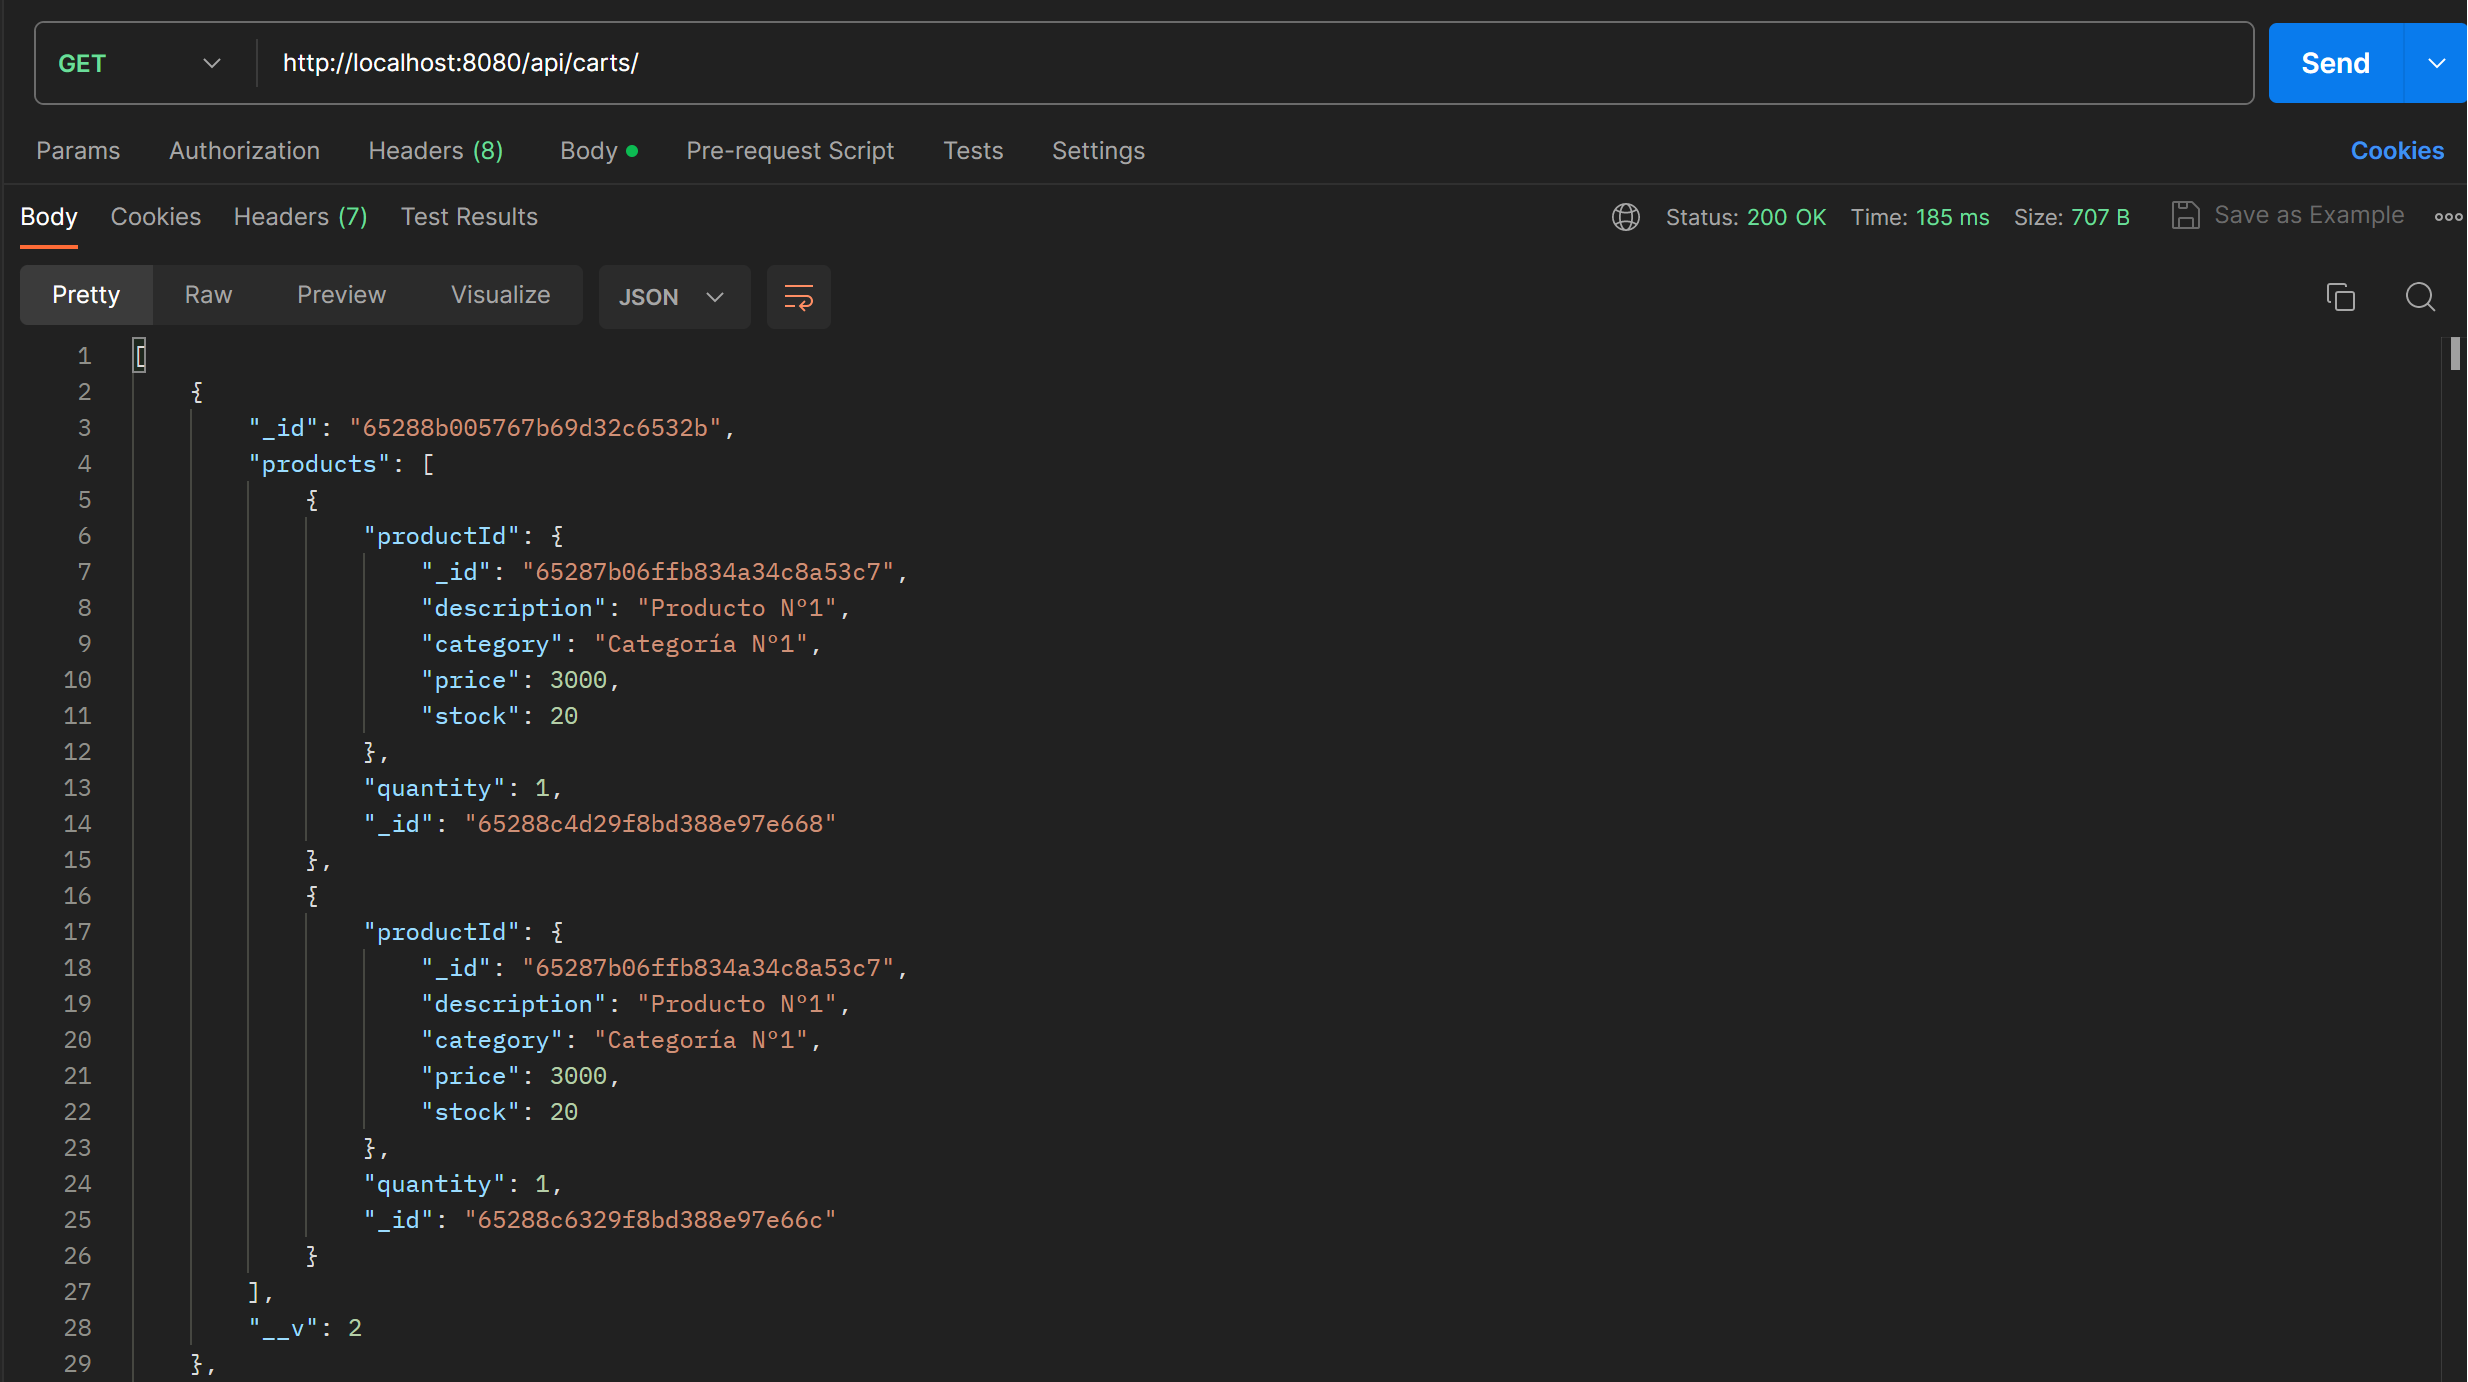 GET http://localhost:8080/api/carts/ Send
Params Authorization Headers (8) Body Pre-request Script Tests Settings Cookies
Body Cookies Headers (7) Test Results Status: 200 OK Time: 185 ms Size: 707 B Save as Example
Pretty Raw Preview Visualize JSON
1 [
2 {
3 "_id": "65288b005767b69d32c6532b",
4 "products": [
5 {
6 "productId": {
7 "_id": "65287b06ffb834a34c8a53c7",
8 "description": "Producto N°1",
9 "category": "Categoría N°1",
10 "price": 3000,
11 "stock": 20
12 },
13 "quantity": 1,
14 "_id": "65288c4d29f8bd388e97e668"
15 },
16 {
17 "productId": {
18 "_id": "65287b06ffb834a34c8a53c7",
19 "description": "Producto N°1",
20 "category": "Categoría N°1",
21 "price": 3000,
22 "stock": 20
23 },
24 "quantity": 1,
25 "_id": "65288c6329f8bd388e97e66c"
26 }
27 ],
28 "__v": 2
29 },